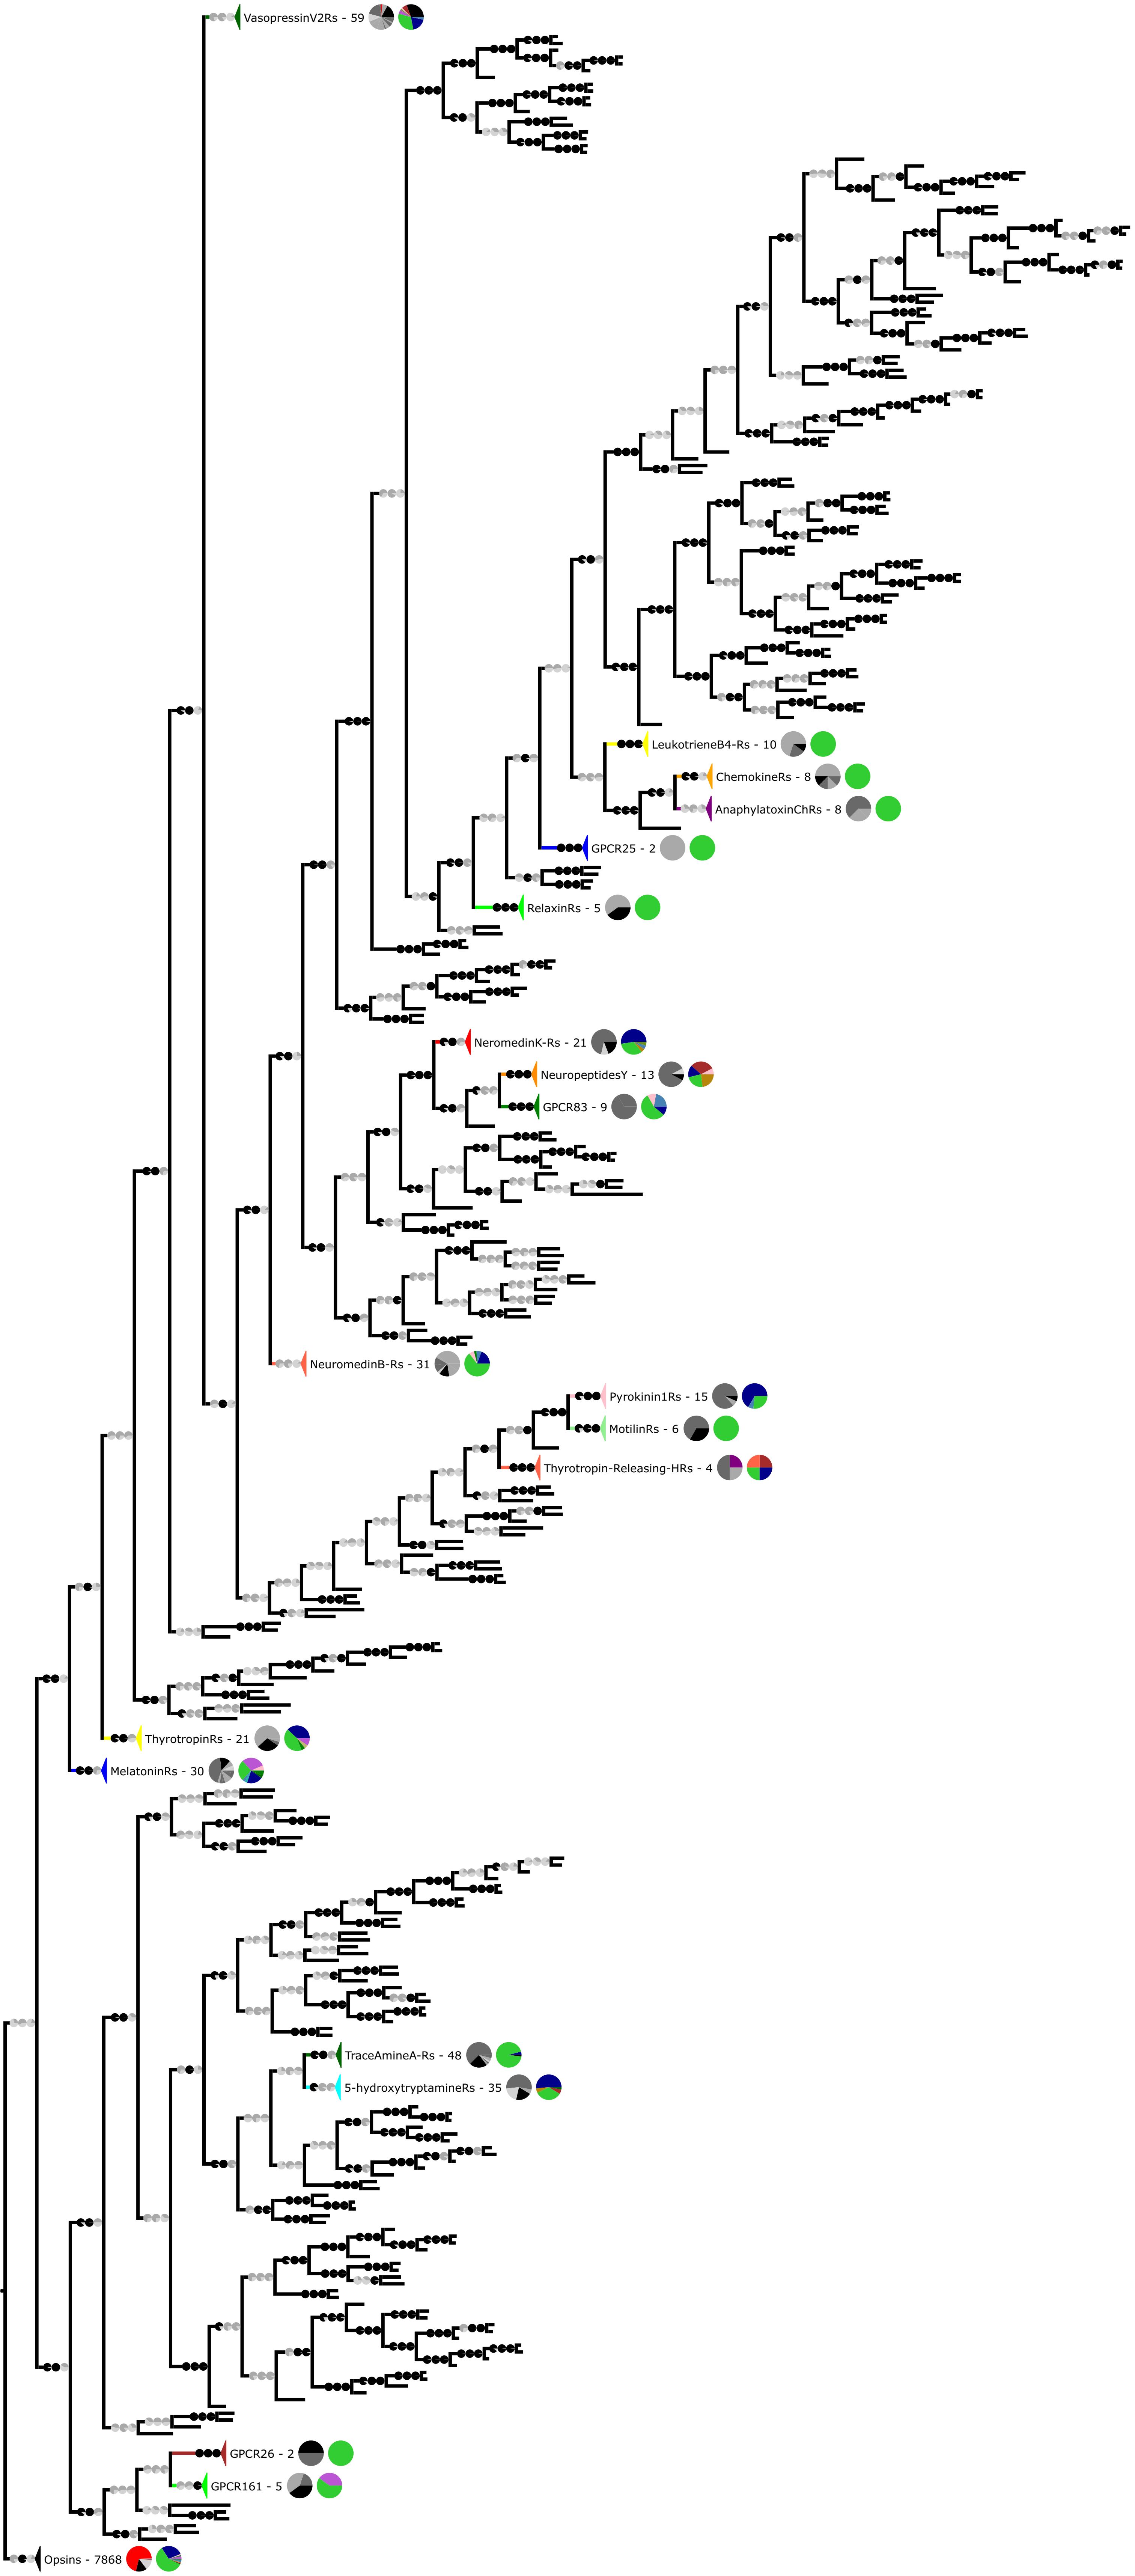 VasopressinV2Rs - 59
LeukotrieneB4-Rs - 10
ChemokineRs - 8
AnaphylatoxinChRs - 8
GPCR25 - 2
RelaxinRs - 5
NeromedinK-Rs - 21
NeuropeptidesY - 13
GPCR83 - 9
NeuromedinB-Rs - 31
Pyrokinin1Rs - 15
MotilinRs - 6
Thyrotropin-Releasing-HRs - 4
ThyrotropinRs - 21
MelatoninRs - 30
TraceAmineA-Rs - 48
5-hydroxytryptamineRs - 35
GPCR26 - 2
GPCR161 - 5
Opsins - 7868